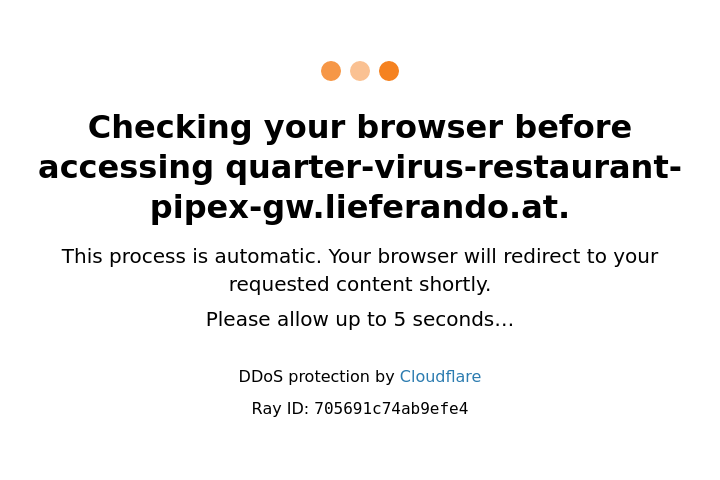 Checking your browser before
accessing quarter-virus-restaurant-
pipex-gw.lieferando.at.
This process is automatic. Your browser will redirect to your
requested content shortly.
Please allow up to 5 seconds…
DDoS protection by Cloudflare
Ray ID: 705691c74ab9efe4